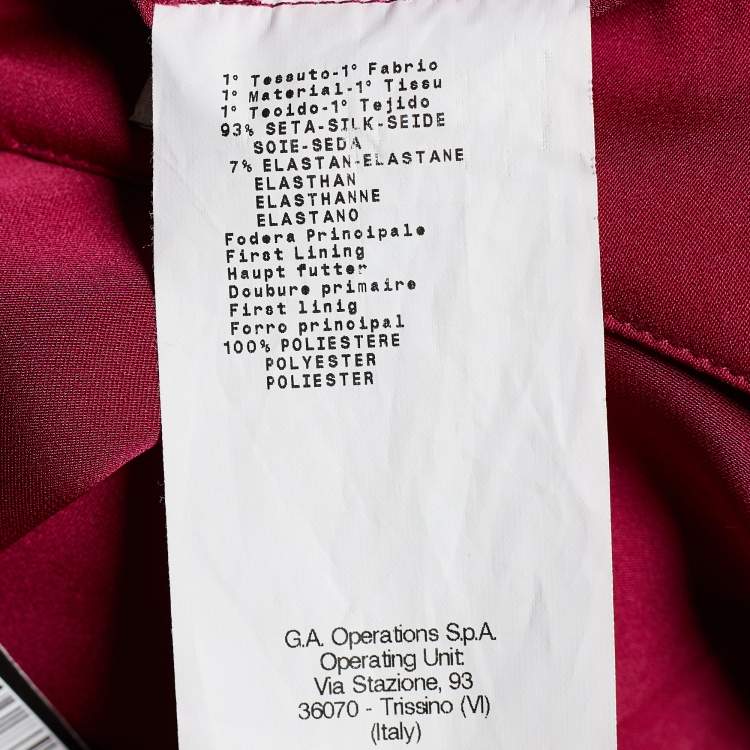 1° Tessuto-1° Fabric
1° Material-1° Tissu
1° Tecido-1° Tejido
93% SETA-SILK-SEIDE
SOIE-SEDA
7% ELASTAN-ELASTANE
ELASTHAN
ELASTHANNE
ELASTANO
Fodera Principale
First Lining
Haupt futter
Doubure primaire
First linig
Forro principal
100% POLIESTERE
POLYESTER
POLIESTER
G.A. Operations S.p.A.
Operating Unit:
Via Stazione, 93
36070 - Trissino (VI)
(Italy)